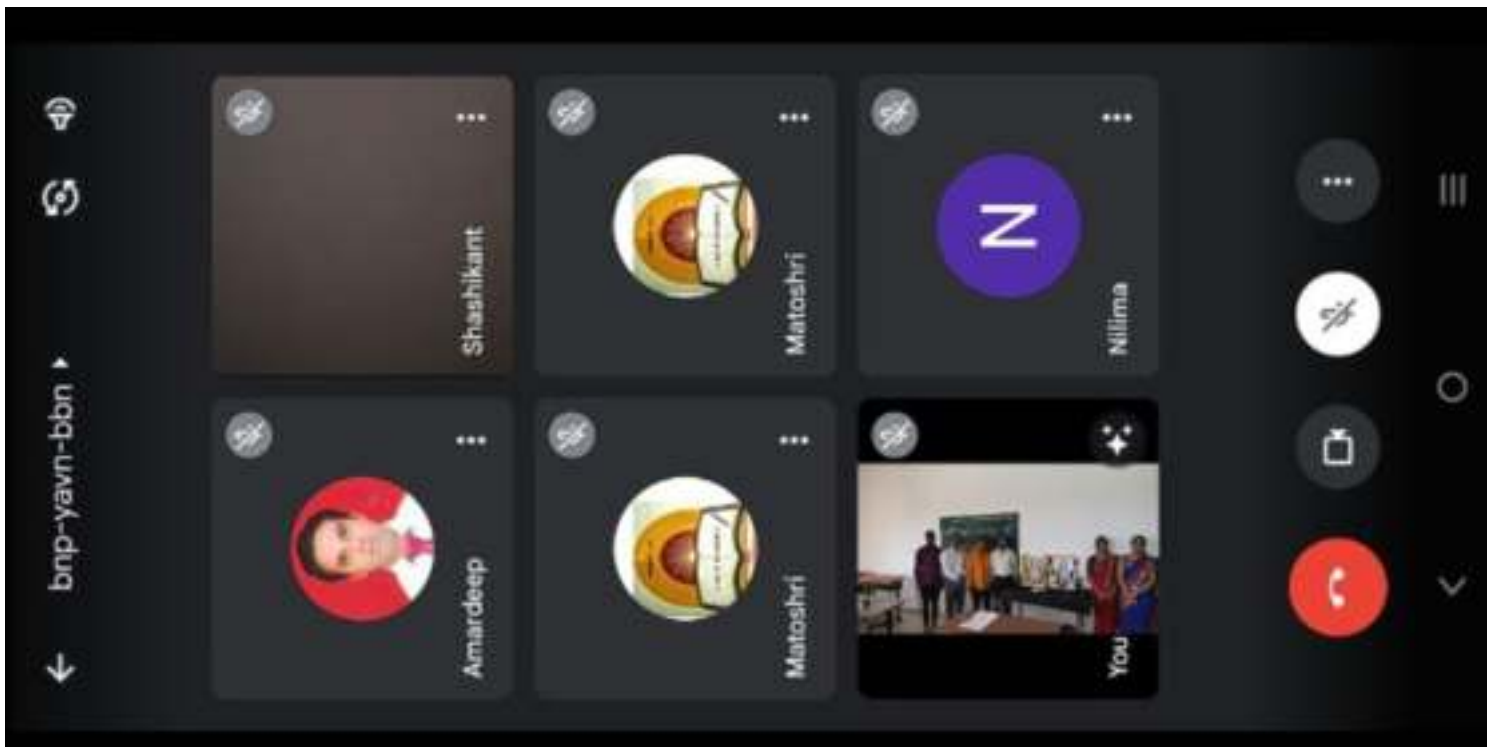 bnp-yavn-bbn
Amardeep
Shashikant
Matoshri
Matoshri
You
N
Nilima